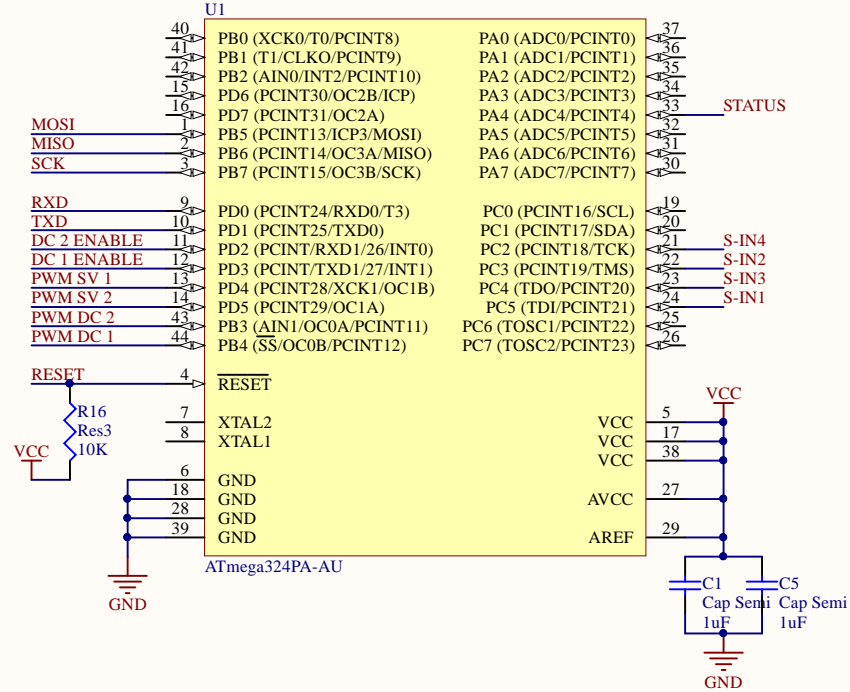 U1
40 PB0 (XCK0/T0/PCINT8) PA0 (ADC0/PCINT0) 37
41 PB1 (T1/CLKO/PCINT9) PA1 (ADC1/PCINT1) 36
42 PB2 (AIN0/INT2/PCINT10) PA2 (ADC2/PCINT2) 35
15 PD6 (PCINT30/OC2B/ICP) PA3 (ADC3/PCINT3) 34
16 PD7 (PCINT31/OC2A) PA4 (ADC4/PCINT4) 33 STATUS
MOSI 1 PB5 (PCINT13/ICP3/MOSI) PA5 (ADC5/PCINT5) 32
MISO 2 PB6 (PCINT14/OC3A/MISO) PA6 (ADC6/PCINT6) 31
SCK 3 PB7 (PCINT15/OC3B/SCK) PA7 (ADC7/PCINT7) 30
RXD 9 PD0 (PCINT24/RXD0/T3) PC0 (PCINT16/SCL) 19
TXD 10 PD1 (PCINT25/TXD0) PC1 (PCINT17/SDA) 20
DC 2 ENABLE 11 PD2 (PCINT/RXD1/26/INT0) PC2 (PCINT18/TCK) 21 S-IN4
DC 1 ENABLE 12 PD3 (PCINT/TXD1/27/INT1) PC3 (PCINT19/TMS) 22 S-IN2
PWM SV 1 13 PD4 (PCINT28/XCK1/OC1B) PC4 (TDO/PCINT20) 23 S-IN3
PWM SV 2 14 PD5 (PCINT29/OC1A) PC5 (TDI/PCINT21) 24 S-IN1
PWM DC 2 43 PB3 (AIN1/OC0A/PCINT11) PC6 (TOSC1/PCINT22) 25
PWM DC 1 44 PB4 (SS/OC0B/PCINT12) PC7 (TOSC2/PCINT23) 26
RESET 4 RESET
VCC
R16
Res3
10K
VCC
7 XTAL2 VCC 5
8 XTAL1 VCC 17
VCC 38
6 GND
18 GND AVCC 27
28 GND
39 GND AREF 29
ATmega324PA-AU
GND
C1
Cap Semi
1uF
C5
Cap Semi
1uF
GND